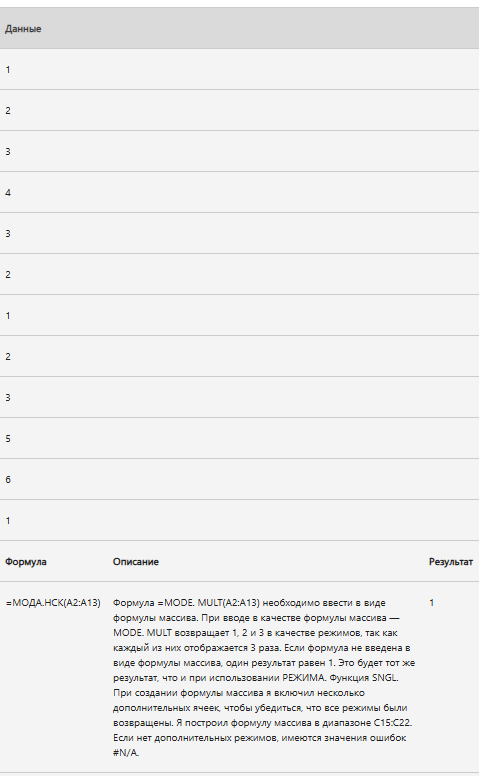 Данные
1
2
3
4
3
2
1
2
3
5
6
1
Формула Описание Результат
=МОДА.НСК(A2:A13) Формула =MODE. MULT(A2:A13) необходимо ввести в виде 1
формулы массива. При вводе в качестве формулы массива —
MODE. MULT возвращает 1, 2 и 3 в качестве режимов, так как
каждый из них отображается 3 раза. Если формула не введена в
виде формулы массива, один результат равен 1. Это будет тот же
результат, что и при использовании РЕЖИМА. Функция SNGL.
При создании формулы массива я включил несколько
дополнительных ячеек, чтобы убедиться, что все режимы были
возвращены. Я построил формулу массива в диапазоне C15:C22.
Если нет дополнительных режимов, имеются значения ошибок
#N/A.